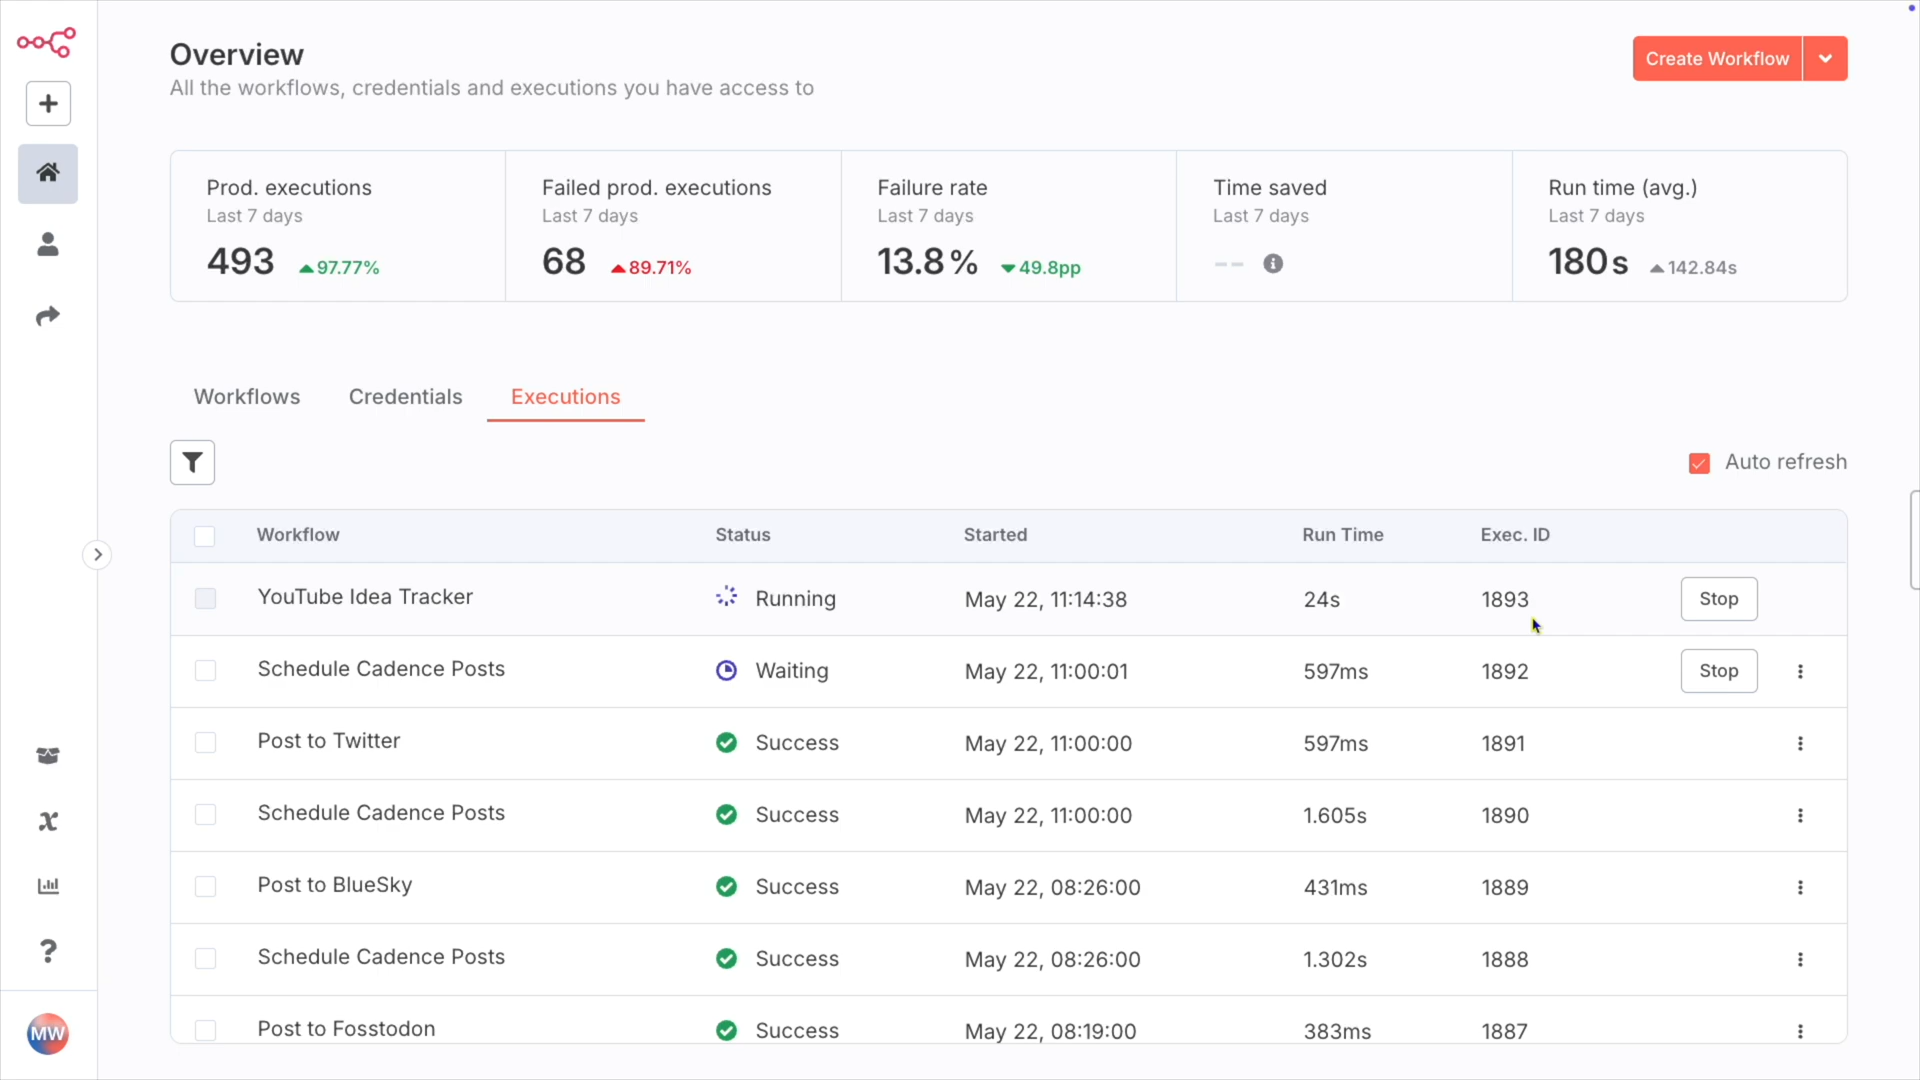 Overview
All the workflows, credentials and executions you have access to
Create Workflow
Prod. executions
Last 7 days
493 97.77%
Failed prod. executions
Last 7 days
68 89.71%
Failure rate
Last 7 days
13.8% 49.8pp
Time saved
Last 7 days
--
Run time (avg.)
Last 7 days
180s 142.84s
Workflows Credentials Executions
Auto refresh
Workflow Status Started Run Time Exec. ID
YouTube Idea Tracker Running May 22, 11:14:38 24s 1893 Stop
Schedule Cadence Posts Waiting May 22, 11:00:01 597ms 1892 Stop
Post to Twitter Success May 22, 11:00:00 597ms 1891
Schedule Cadence Posts Success May 22, 11:00:00 1.605s 1890
Post to BlueSky Success May 22, 08:26:00 431ms 1889
Schedule Cadence Posts Success May 22, 08:26:00 1.302s 1888
Post to Fosstodon Success May 22, 08:19:00 383ms 1887
MW